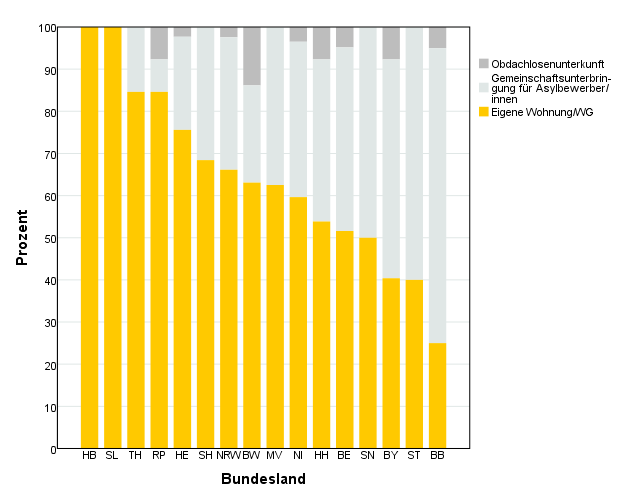 100
90
80
70
60
50
40
30
20
10
0
Prozent
HB SL TH RP HE SH NRW BW MV NI HH BE SN BY ST BB
Bundesland
Obdachlosenunterkunft
Gemeinschaftsunterbrin-
gung für Asylbewerber/
innen
Eigene Wohnung/WG